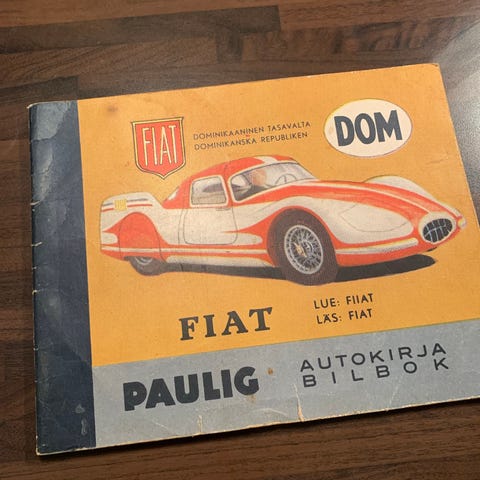 FIAT
DOMINIKAANINEN TASAVALTA
DOMINIKANSKA REPUBLIKEN
DOM
FIAT
LUE: FIIAT
LÄS: FIAT
PAULIG
AUTOKIRJA
BILBOK